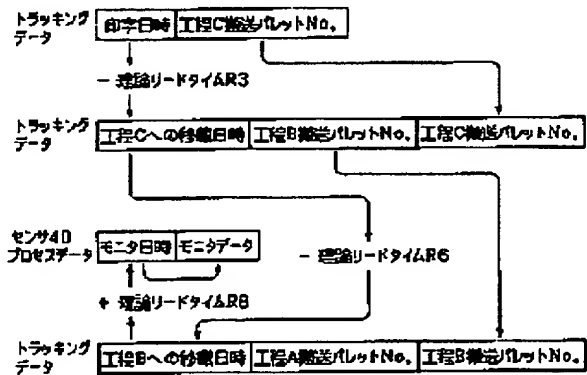 トラッキング
データ
印字日時 工程C搬送パレットNo.
− 理論リードタイムR3
トラッキング
データ
工程Cへの移載日時 工程B搬送パレットNo. 工程C搬送パレットNo.
センサ4D
プロセスデータ
モニタ日時 モニタデータ
− 理論リードタイムR6
+ 理論リードタイムR8
トラッキング
データ
工程Bへの移載日時 工程A搬送パレットNo. 工程B搬送パレットNo.